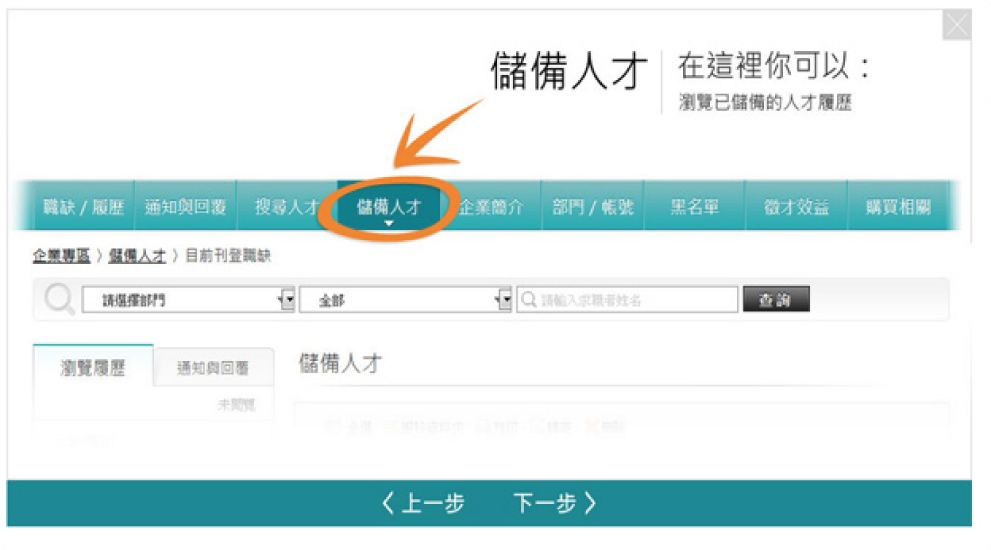 儲備人才
在這裡你可以：
瀏覽已儲備的人才履歷
職缺 / 履歷 通知與回覆 搜尋人才 儲備人才 企業簡介 部門 / 帳號 黑名單 徵才效益 購買相關
企業專區 〉儲備人才 〉目前刊登職缺
請選擇部門 全部 請輸入求職者姓名 查詢
瀏覽履歷 通知與回覆 儲備人才
未閱覽
全選
〈 上一步 下一步 〉